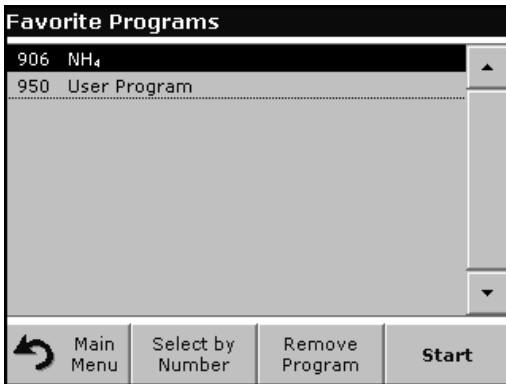 Favorite Programs
906 NH₄
950 User Program
Main Menu
Select by Number
Remove Program
Start